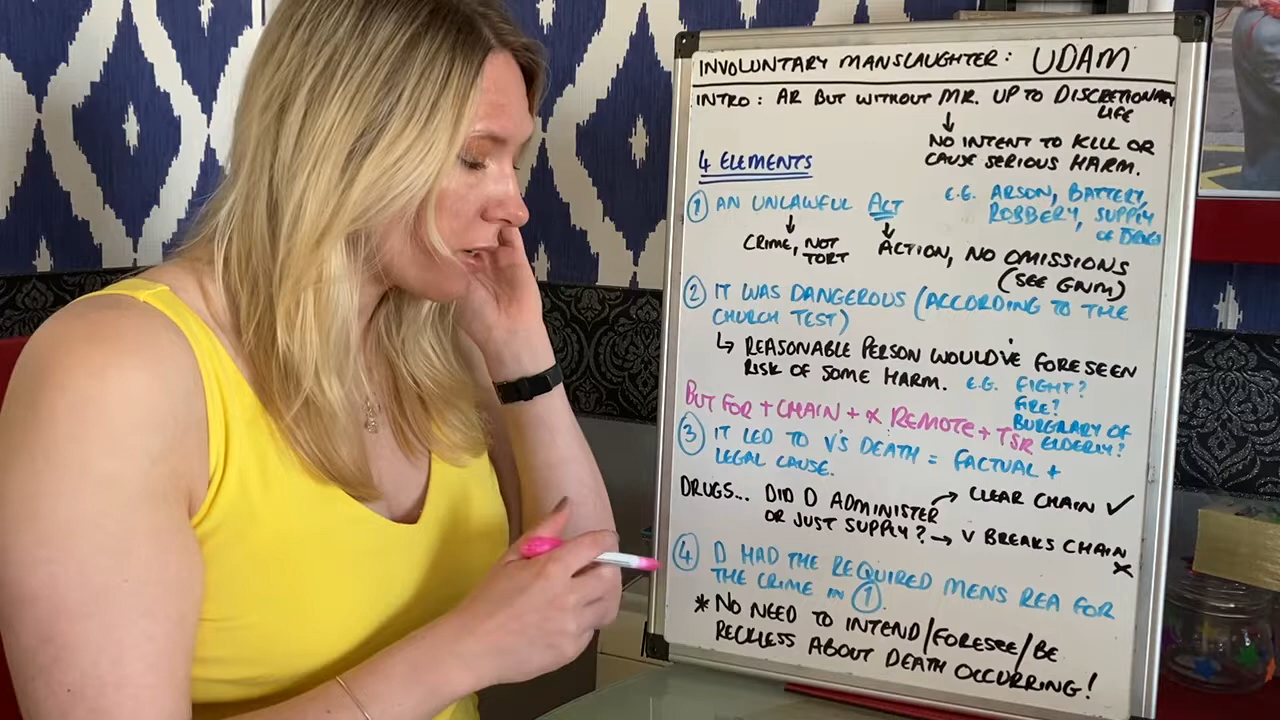 INVOLUNTARY MANSLAUGHTER: UDAM
INTRO: AR BUT WITHOUT MR. UP TO DISCRETIONARY
LIFE
NO INTENT TO KILL OR
CAUSE SERIOUS HARM.
4 ELEMENTS
① AN UNLAWFUL ACT
E.G. ARSON, BATTERY,
ROBBERY, SUPPLY
OF DRUGS
CRIME, NOT
TORT
ACTION, NO OMISSIONS
(SEE GNM)
② IT WAS DANGEROUS (ACCORDING TO THE
CHURCH TEST)
↳ REASONABLE PERSON WOULD'VE FORESEEN
RISK OF SOME HARM. E.G. FIGHT?
FIRE?
BURGLARY OF
ELDERLY?
BUT FOR + CHAIN + X REMOTE + TSR
③ IT LED TO V'S DEATH = FACTUAL +
LEGAL CAUSE.
DRUGS... DID D ADMINISTER → CLEAR CHAIN ✓
OR JUST SUPPLY? → V BREAKS CHAIN
X
④ D HAD THE REQUIRED MENS REA FOR
THE CRIME IN ①.
* NO NEED TO INTEND/FORESEE/BE
RECKLESS ABOUT DEATH OCCURRING!